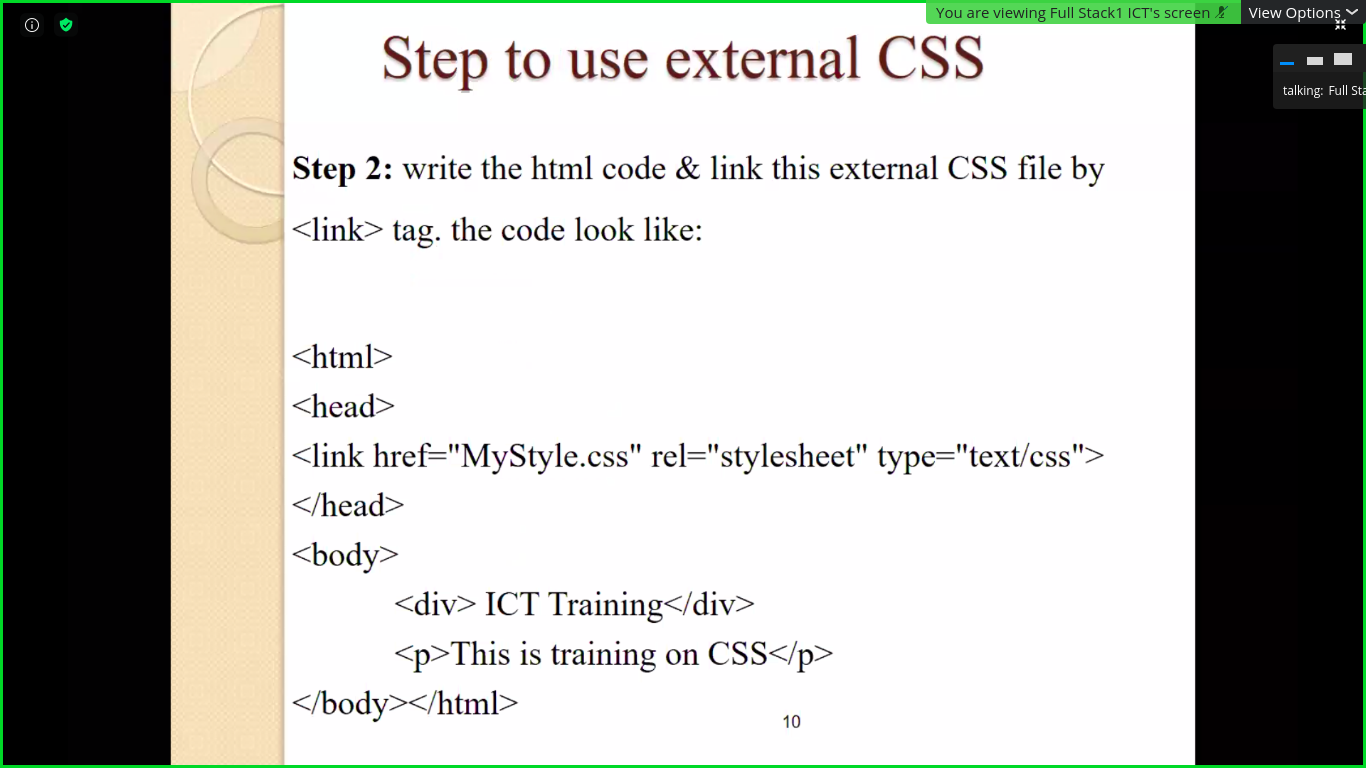 You are viewing Full Stack1 ICT's screen
View Options
talking: Full Sta
Step to use external CSS
Step 2: write the html code & link this external CSS file by
<link> tag. the code look like:
<html>
<head>
<link href="MyStyle.css" rel="stylesheet" type="text/css">
</head>
<body>
<div> ICT Training</div>
<p>This is training on CSS</p>
</body></html>
10